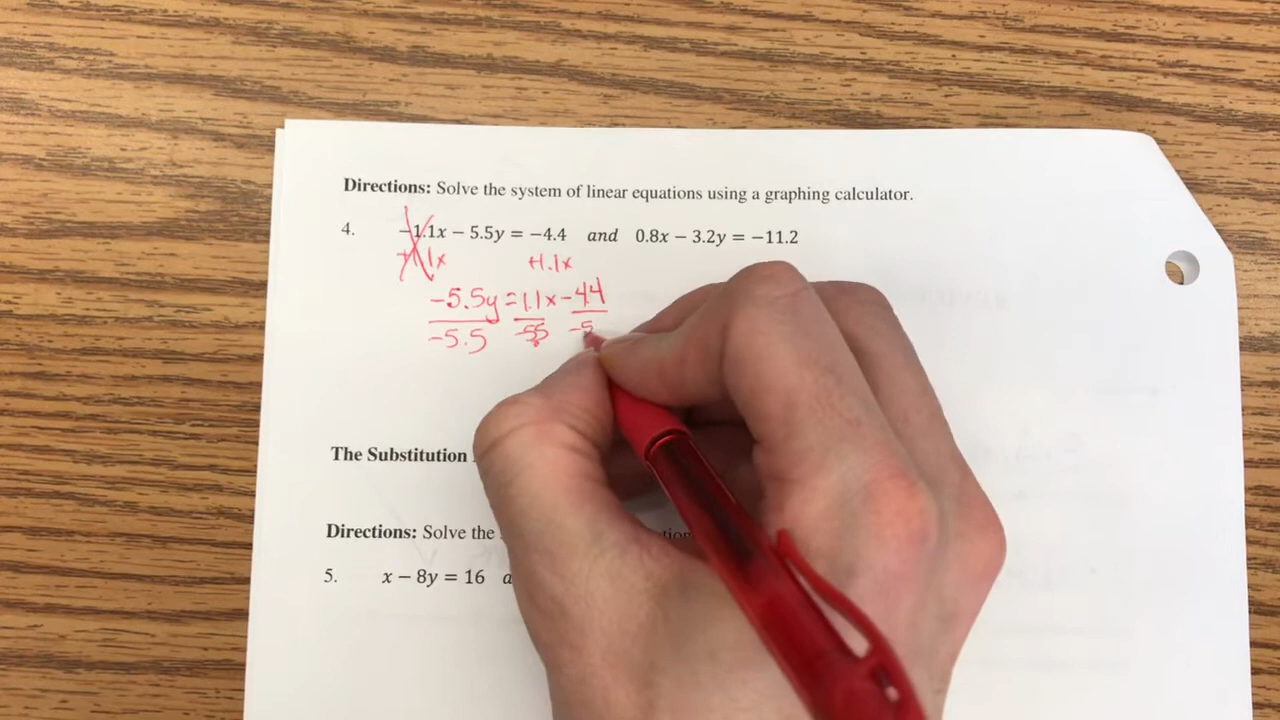 Directions: Solve the system of linear equations using a graphing calculator.
4. −1.1x − 5.5y = −4.4 and 0.8x − 3.2y = −11.2
+1.1x +1.1x
-5.5y = 1.1x - 4.4
-5.5 -5.5 -5
The Substitution
Directions: Solve the
5. x − 8y = 16